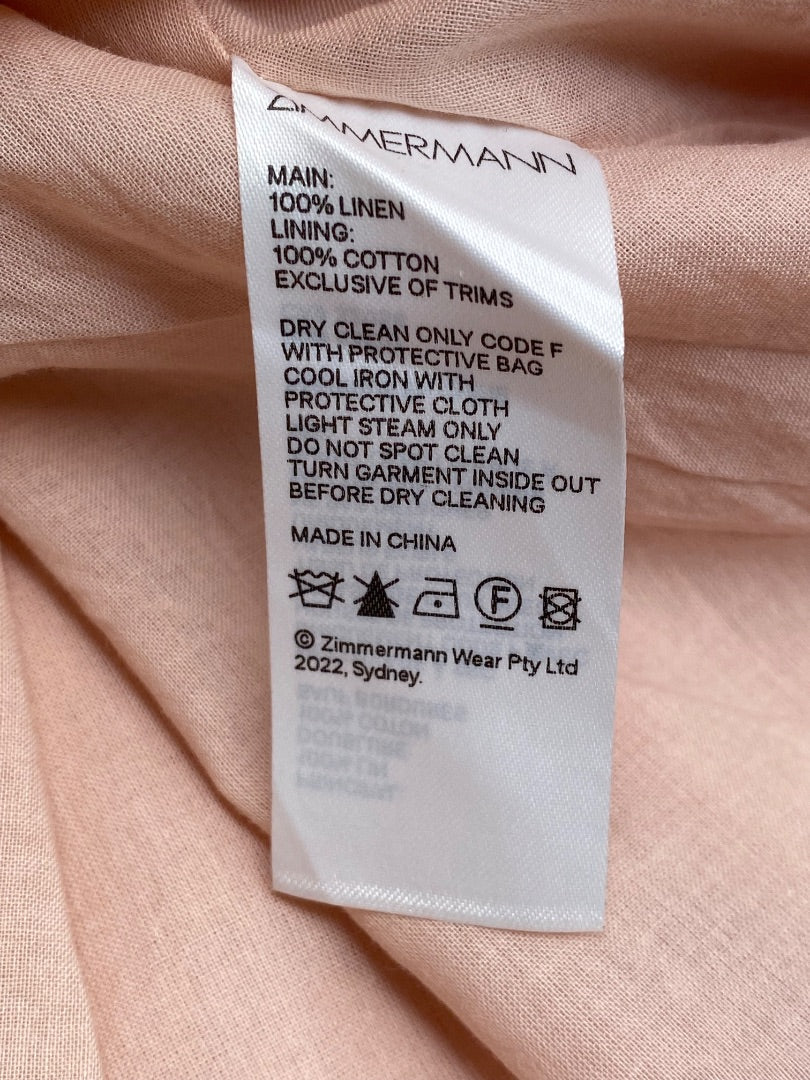 ZIMMERMANN
MAIN:
100% LINEN
LINING:
100% COTTON
EXCLUSIVE OF TRIMS
DRY CLEAN ONLY CODE F
WITH PROTECTIVE BAG
COOL IRON WITH
PROTECTIVE CLOTH
LIGHT STEAM ONLY
DO NOT SPOT CLEAN
TURN GARMENT INSIDE OUT
BEFORE DRY CLEANING
MADE IN CHINA
F
© Zimmermann Wear Pty Ltd
2022, Sydney.